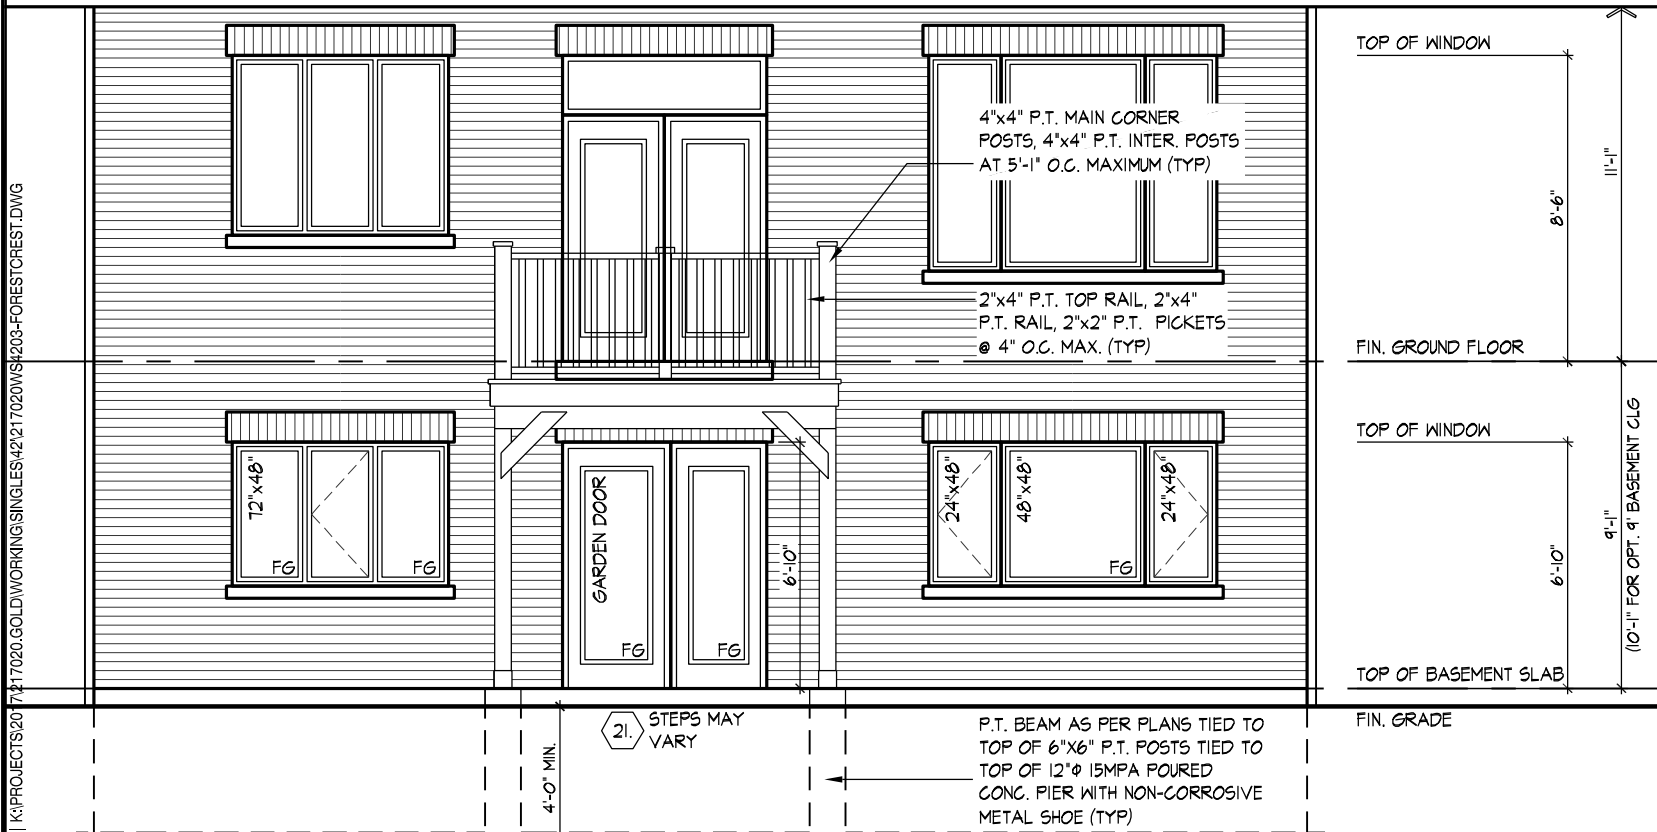 TOP OF WINDOW
4"x4" P.T. MAIN CORNER
POSTS, 4"x4" P.T. INTER. POSTS
AT 5'-1" O.C. MAXIMUM (TYP)
11'-1"
8'-6"
2"x4" P.T. TOP RAIL, 2"x4"
P.T. RAIL, 2"x2" P.T. PICKETS
@ 4" O.C. MAX. (TYP)
FIN. GROUND FLOOR
TOP OF WINDOW
72"x48"
FG
FG
GARDEN DOOR
FG
FG
6'-10"
24"x48"
48"x48"
FG
24"x48"
6'-10"
9'-1"
(10'-1" FOR OPT. 9' BASEMENT CLG
TOP OF BASEMENT SLAB
FIN. GRADE
21.
STEPS MAY
VARY
4'-0" MIN.
P.T. BEAM AS PER PLANS TIED TO
TOP OF 6"X6" P.T. POSTS TIED TO
TOP OF 12"Φ 15MPA POURED
CONC. PIER WITH NON-CORROSIVE
METAL SHOE (TYP)
K:\PROJECTS\2017\217020.GOLD\WORKING\SINGLES\42\217020WS4203-FORESTCREST.DWG